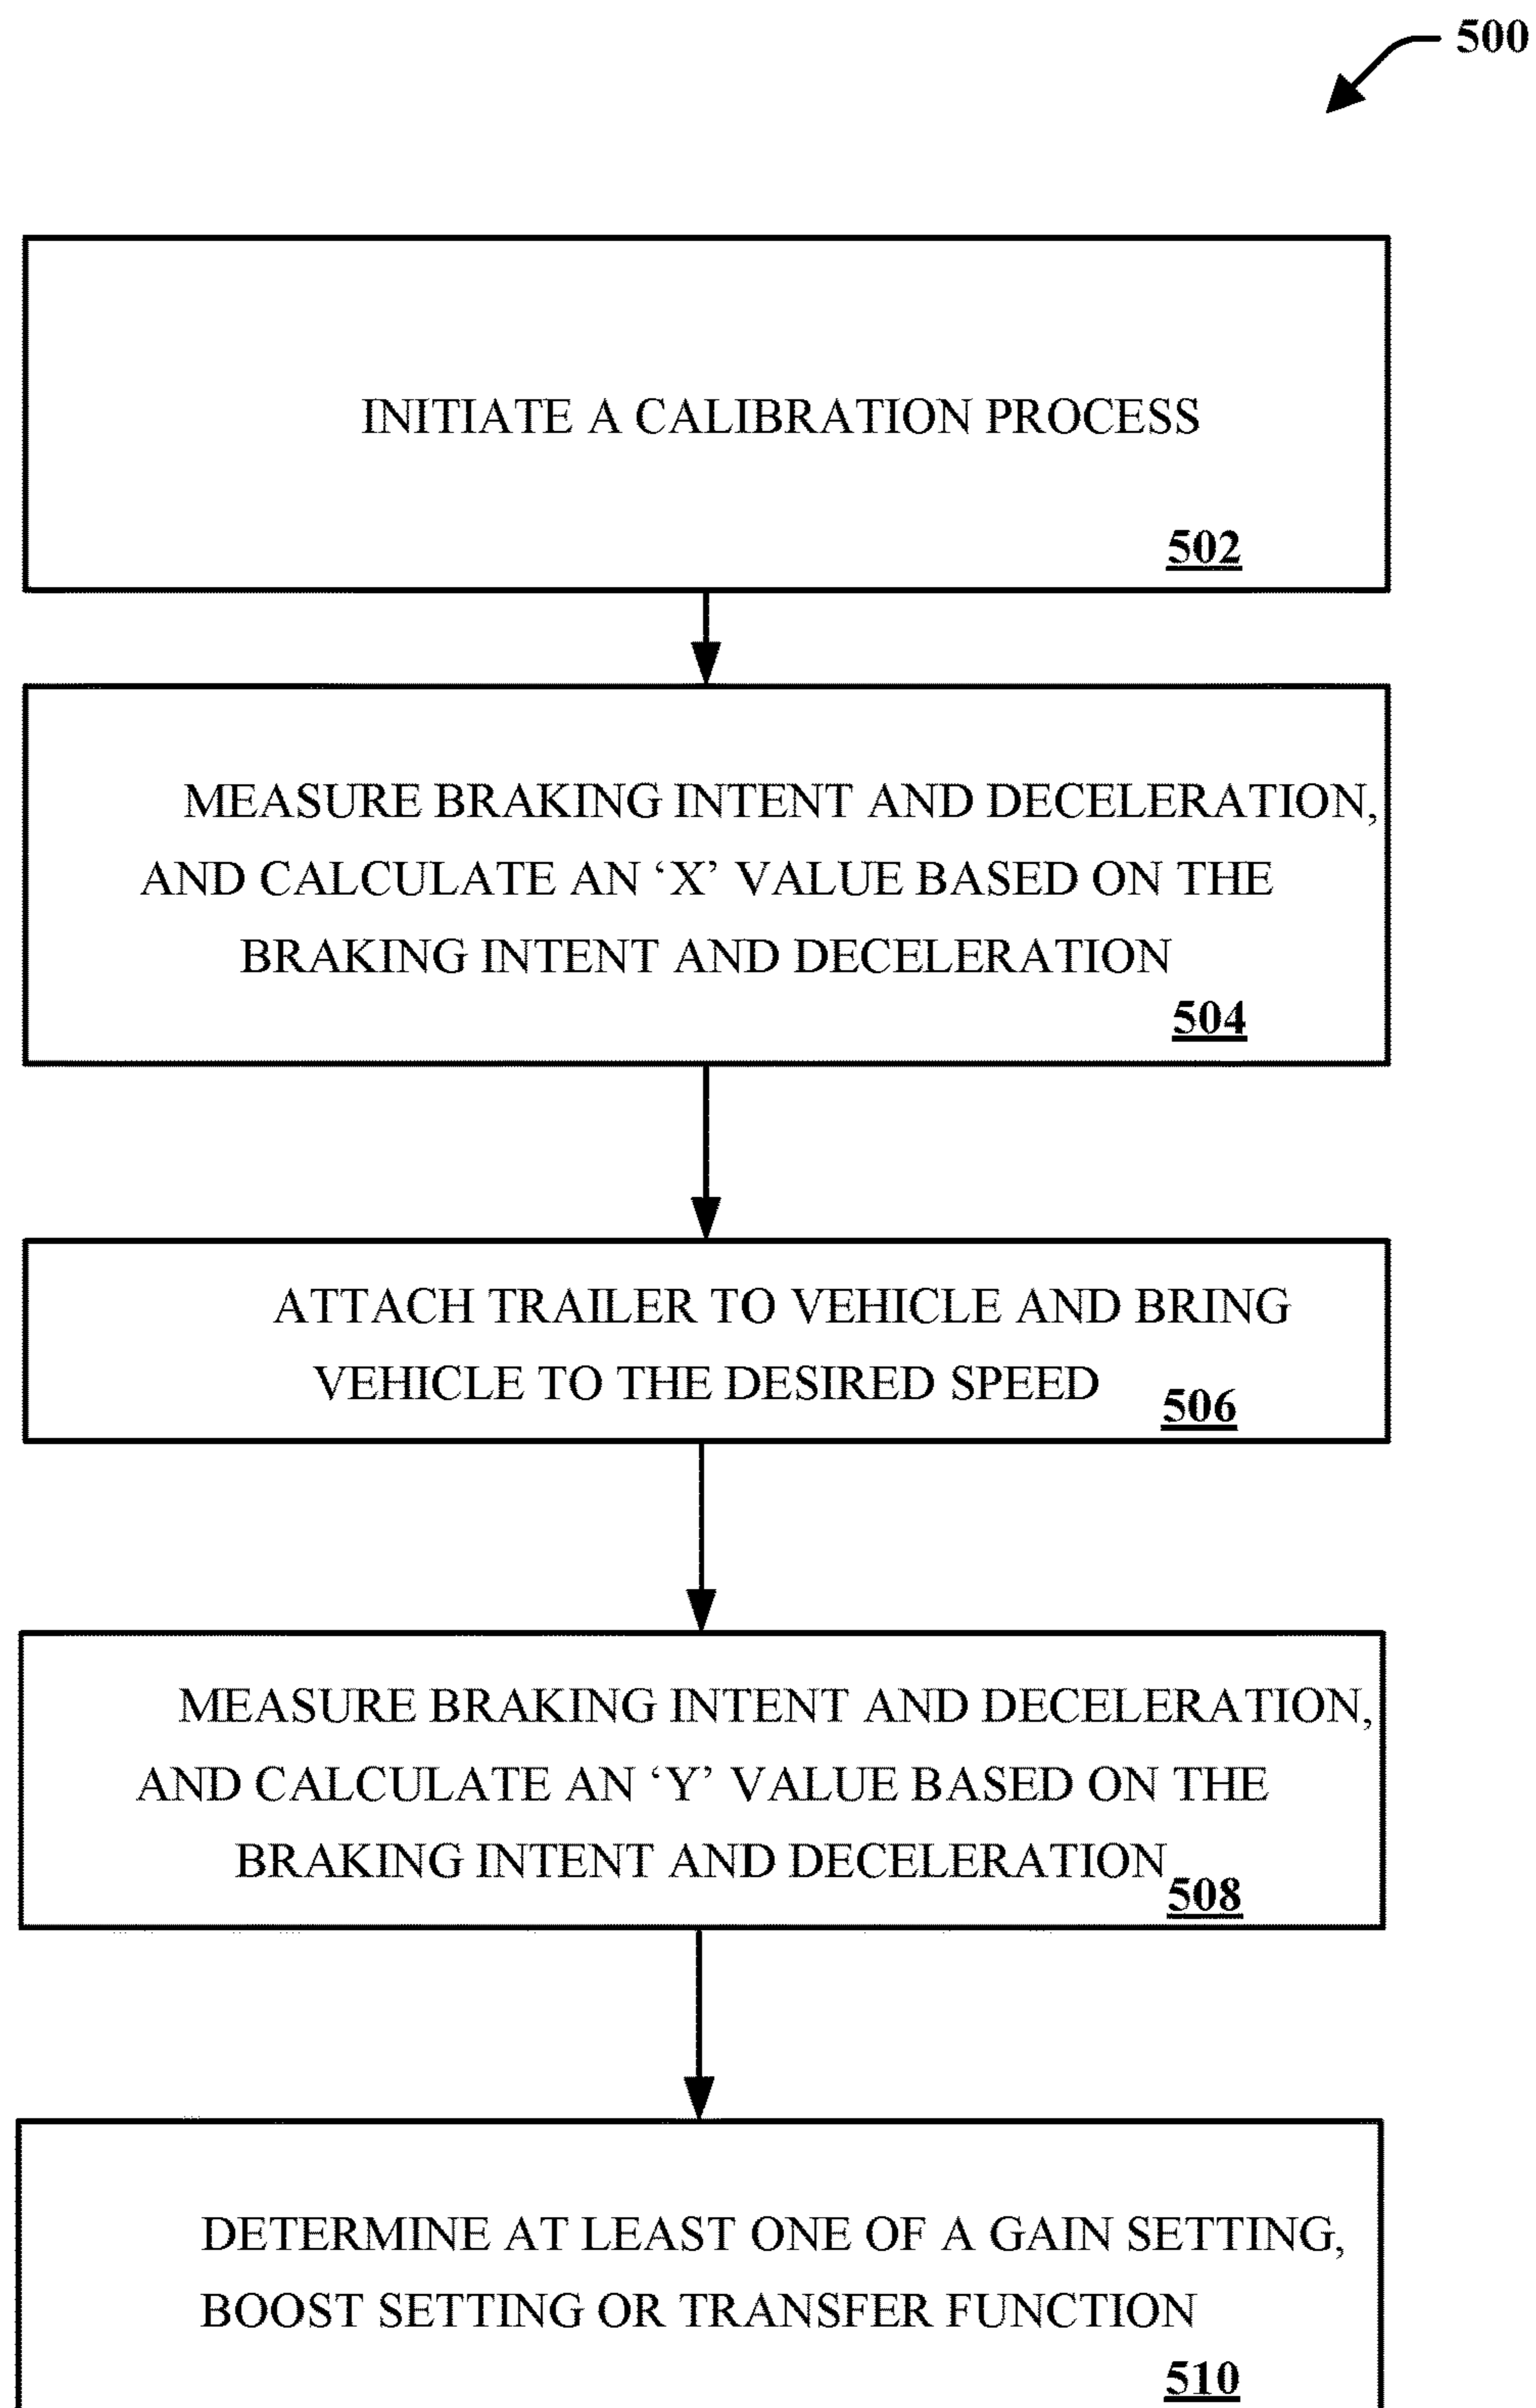 500
INITIATE A CALIBRATION PROCESS
502
MEASURE BRAKING INTENT AND DECELERATION,
AND CALCULATE AN ‘X’ VALUE BASED ON THE
BRAKING INTENT AND DECELERATION
504
ATTACH TRAILER TO VEHICLE AND BRING
VEHICLE TO THE DESIRED SPEED
506
MEASURE BRAKING INTENT AND DECELERATION,
AND CALCULATE AN ‘Y’ VALUE BASED ON THE
BRAKING INTENT AND DECELERATION
508
DETERMINE AT LEAST ONE OF A GAIN SETTING,
BOOST SETTING OR TRANSFER FUNCTION
510